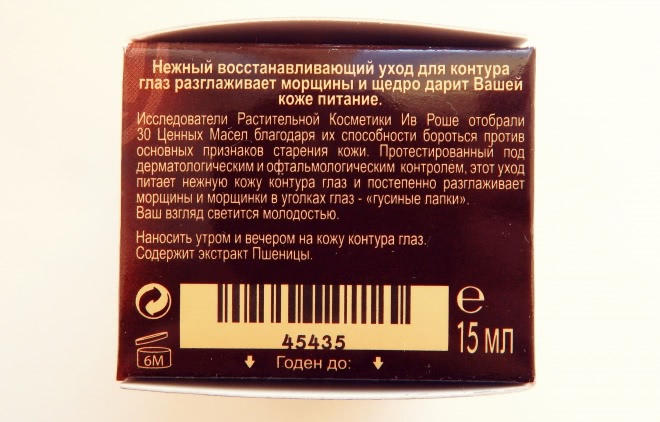 Нежный восстанавливающий уход для контура
глаз разглаживает морщины и щедро дарит Вашей
коже питание.
Исследователи Растительной Косметики Ив Роше отобрали
30 Ценных Масел благодаря их способности бороться против
основных признаков старения кожи. Протестированный под
дерматологическим и офтальмологическим контролем, этот уход
питает нежную кожу контура глаз и постепенно разглаживает
морщины и морщинки в уголках глаз - «гусиные лапки».
Ваш взгляд светится молодостью.
Наносить утром и вечером на кожу контура глаз.
Содержит экстракт Пшеницы.
45435
℮
15 мл
6M
Годен до: